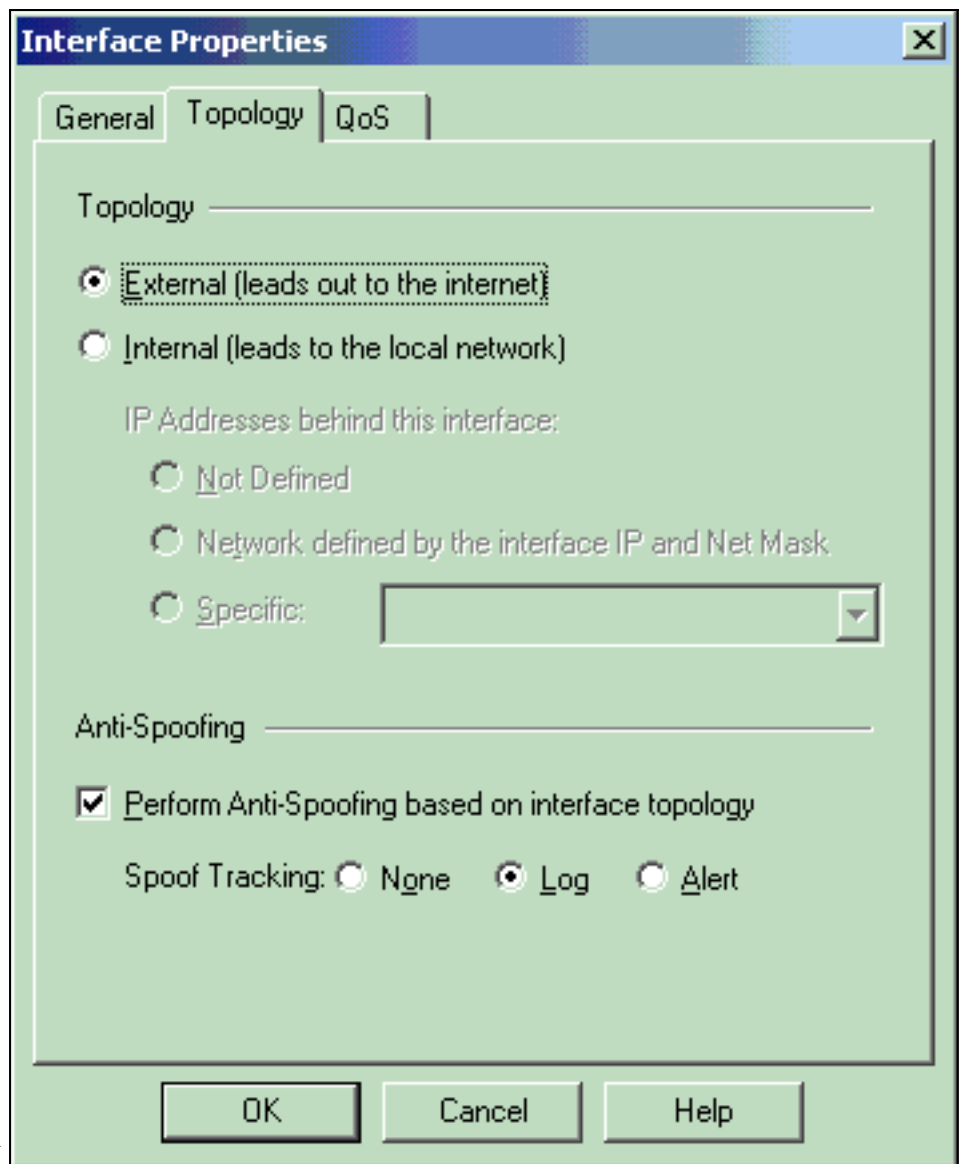 Interface Properties
General Topology QoS
Topology
External (leads out to the internet)
Internal (leads to the local network)
IP Addresses behind this interface:
Not Defined
Network defined by the interface IP and Net Mask
Specific:
Anti-Spoofing
Perform Anti-Spoofing based on interface topology
Spoof Tracking: None Log Alert
OK Cancel Help